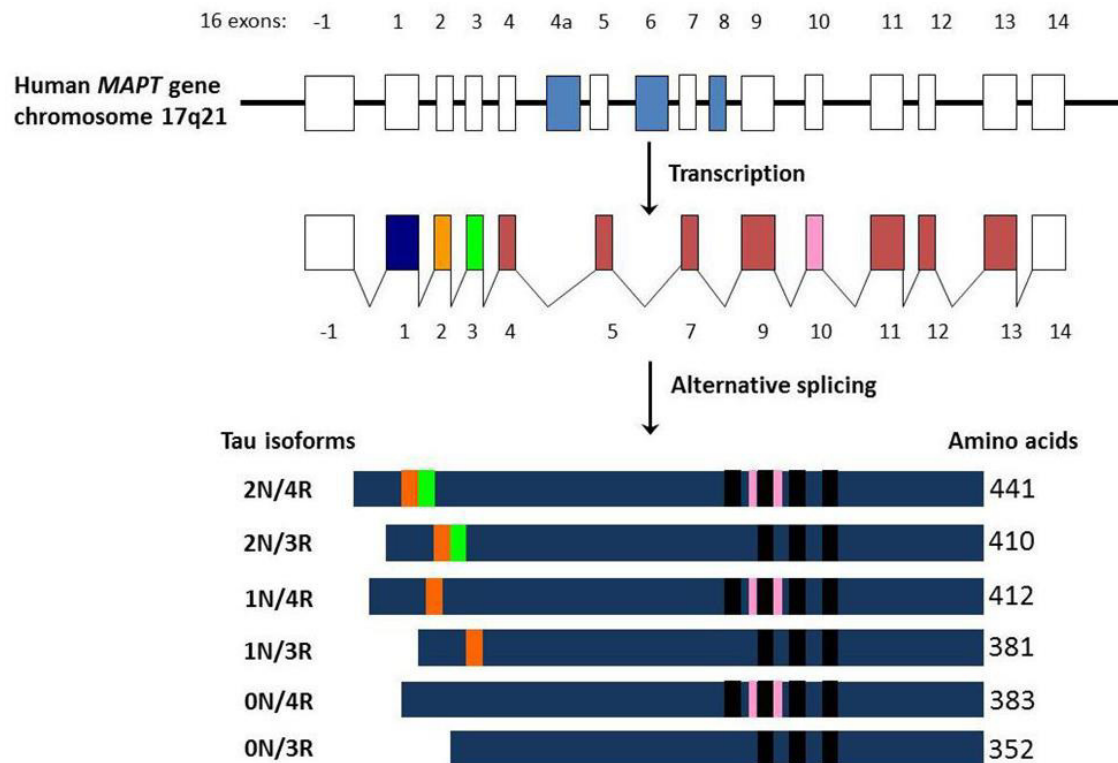 16 exons: -1 1 2 3 4 4a 5 6 7 8 9 10 11 12 13 14
Human MAPT gene
chromosome 17q21
Transcription
-1 1 2 3 4 5 7 9 10 11 12 13 14
Alternative splicing
Tau isoforms Amino acids
2N/4R 441
2N/3R 410
1N/4R 412
1N/3R 381
0N/4R 383
0N/3R 352